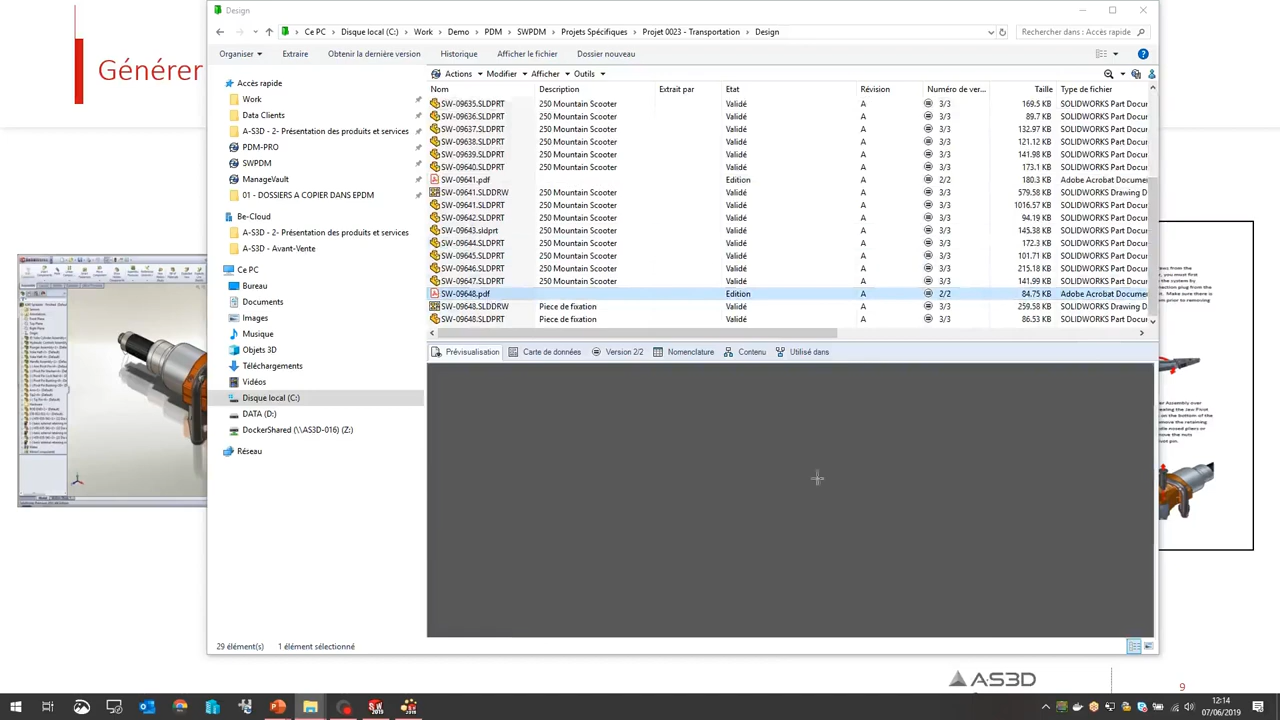 Design
Ce PC > Disque local (C:) > Work > Demo > PDM > SWPDM > Projets Spécifiques > Projet 0023 - Transportation > Design
Rechercher dans : Accès rapide
Organiser
Extraire
Obtenir la dernière version
Historique
Afficher le fichier
Dossier nouveau
Générer
Accès rapide
Work
Data Clients
A-S3D - 2- Présentation des produits et services
PDM-PRO
SWPDM
ManageVault
01 - DOSSIERS A COPIER DANS EPDM
Be-Cloud
A-S3D - 2- Présentation des produits et services
A-S3D - Avant-Vente
Ce PC
Bureau
Documents
Images
Musique
Objets 3D
Téléchargements
Vidéos
Disque local (C:)
DATA (D:)
DockerShared (\\AS3D-016) (Z:)
Réseau
Actions Modifier Afficher Outils
Nom Description Extrait par Etat Révision Numéro de ver... Taille Type de fichier
SW-09635.SLDPRT 250 Mountain Scooter Validé A 3/3 169.5 KB SOLIDWORKS Part Docur
SW-09636.SLDPRT 250 Mountain Scooter Validé A 3/3 89.7 KB SOLIDWORKS Part Docur
SW-09637.SLDPRT 250 Mountain Scooter Validé A 3/3 132.97 KB SOLIDWORKS Part Docur
SW-09638.SLDPRT 250 Mountain Scooter Validé A 3/3 121.12 KB SOLIDWORKS Part Docur
SW-09639.SLDPRT 250 Mountain Scooter Validé A 3/3 141.98 KB SOLIDWORKS Part Docur
SW-09640.SLDPRT 250 Mountain Scooter Validé A 3/3 173.1 KB SOLIDWORKS Part Docur
SW-09641.pdf Edition A 2/2 180.3 KB Adobe Acrobat Docume
SW-09641.SLDDRW 250 Mountain Scooter Validé A 3/3 579.58 KB SOLIDWORKS Drawing D
SW-09641.SLDPRT 250 Mountain Scooter Validé A 3/3 1016.57 KB SOLIDWORKS Part Docur
SW-09642.SLDPRT 250 Mountain Scooter Validé A 3/3 94.19 KB SOLIDWORKS Part Docur
SW-09643.sldprt 250 Mountain Scooter Validé A 3/3 145.38 KB SOLIDWORKS Part Docur
SW-09644.SLDPRT 250 Mountain Scooter Validé A 3/3 172.3 KB SOLIDWORKS Part Docur
SW-09645.SLDPRT 250 Mountain Scooter Validé A 3/3 101.71 KB SOLIDWORKS Part Docur
SW-09646.SLDPRT 250 Mountain Scooter Validé A 3/3 215.19 KB SOLIDWORKS Part Docur
250 Mountain Scooter Validé A 3/3 141.99 KB SOLIDWORKS Part Docur
SW-09648.pdf Edition A 2/2 84.75 KB Adobe Acrobat Docume
SW-09648.SLDDRW Piece de fixation Validé A 3/3 259.58 KB SOLIDWORKS Drawing D
SW-09648.SLDPRT Piece de fixation Validé A 3/3 86.53 KB SOLIDWORKS Part Docur
Prévisualisation
Carte de données
Version 2/2
Nomenclature
Contient
Utilisé dans
29 élément(s) 1 élément sélectionné
AS3D
9
12:14
07/06/2019